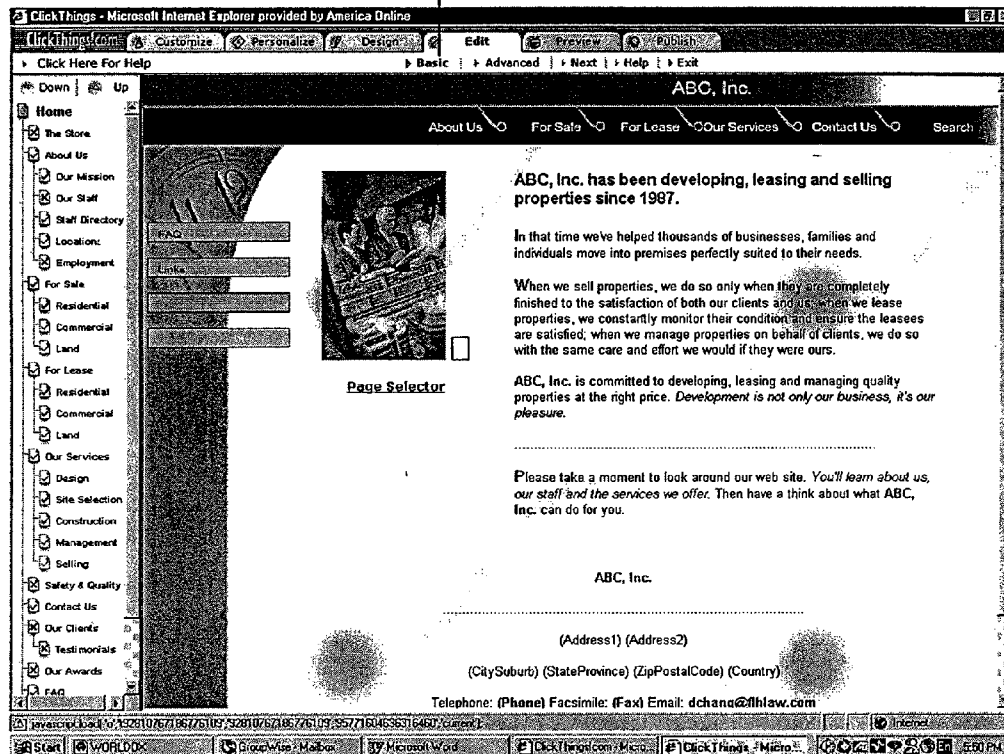 ClickThings - Microsoft Internet Explorer provided by America Online
ClickThings.com Customize Personalize Design Edit Preview Publish
Click Here For Help Basic Advanced Next Help Exit
Down Up
ABC, Inc.
About Us For Sale For Lease Our Services Contact Us Search
Home
The Store
About Us
Our Mission
Our Staff
Staff Directory
Locations
Employment
For Sale
Residential
Commercial
Land
For Lease
Residential
Commercial
Land
Our Services
Design
Site Selection
Construction
Management
Selling
Safety & Quality
Contact Us
Our Clients
Testimonials
Our Awards
FAQ
FAQ
Links
Page Selector
ABC, Inc. has been developing, leasing and selling
properties since 1987.
In that time we've helped thousands of businesses, families and
individuals move into premises perfectly suited to their needs.
When we sell properties, we do so only when they are completely
finished to the satisfaction of both our clients and us; when we lease
properties, we constantly monitor their condition and ensure the leasees
are satisfied; when we manage properties on behalf of clients, we do so
with the same care and effort we would if they were ours.
ABC, Inc. is committed to developing, leasing and managing quality
properties at the right price. Development is not only our business, it's our
pleasure.
Please take a moment to look around our web site. You'll learn about us,
our staff and the services we offer. Then have a think about what ABC,
Inc. can do for you.
ABC, Inc.
(Address1) (Address2)
(CitySuburb) (StateProvince) (ZipPostalCode) (Country)
Telephone: (Phone) Facsimile: (Fax) Email: dchang@flhlaw.com
Internet
Start WORLDOX GroupWise - Mailbox Microsoft Word ClickThings.com - Micro... ClickThings - Micro...